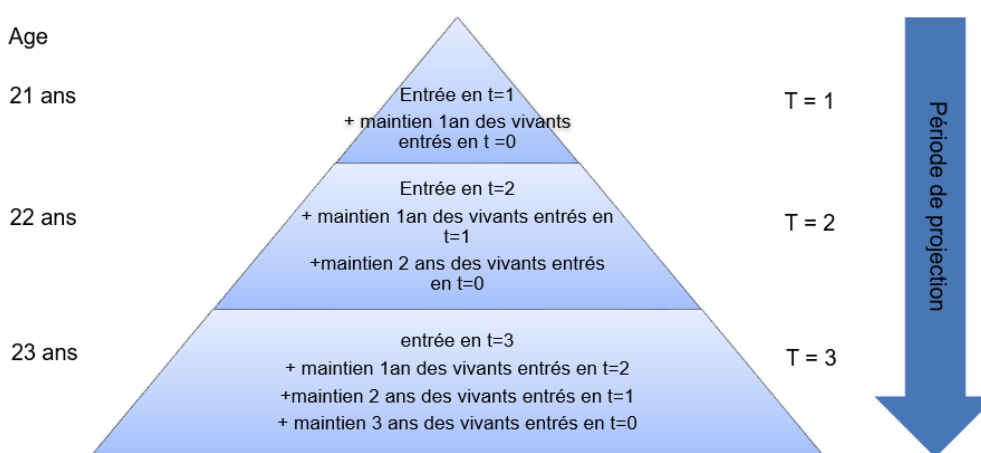 Age
21 ans
Entrée en t=1
+ maintien 1an des vivants
entrés en t =0
T = 1
22 ans
Entrée en t=2
+ maintien 1an des vivants entrés en
t=1
+maintien 2 ans des vivants entrés
en t=0
T = 2
23 ans
entrée en t=3
+ maintien 1an des vivants entrés en t=2
+maintien 2 ans des vivants entrés en t=1
+ maintien 3 ans des vivants entrés en t=0
T = 3
Période de projection